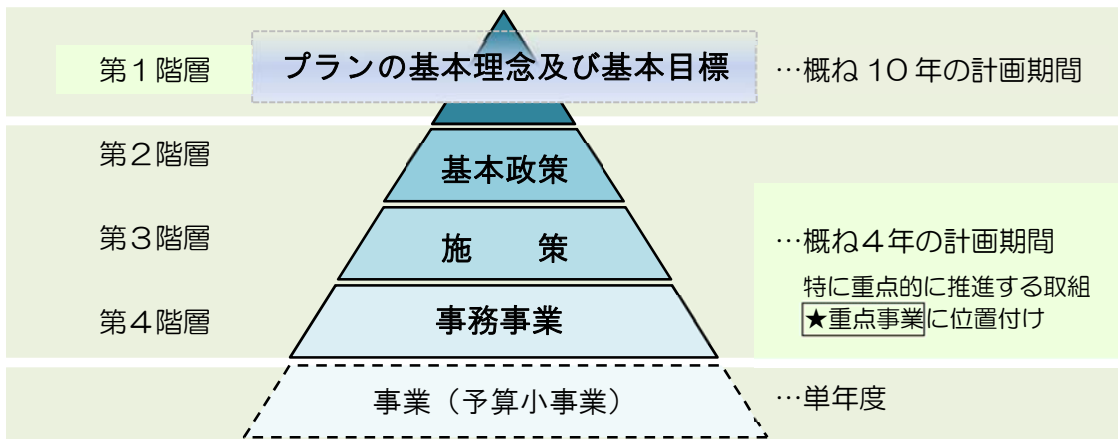 第1階層 プランの基本理念及び基本目標 …概ね 10 年の計画期間
第2階層 基本政策
第3階層 施 策 …概ね4年の計画期間
特に重点的に推進する取組
第4階層 事務事業 ★重点事業に位置付け
事業（予算小事業） …単年度